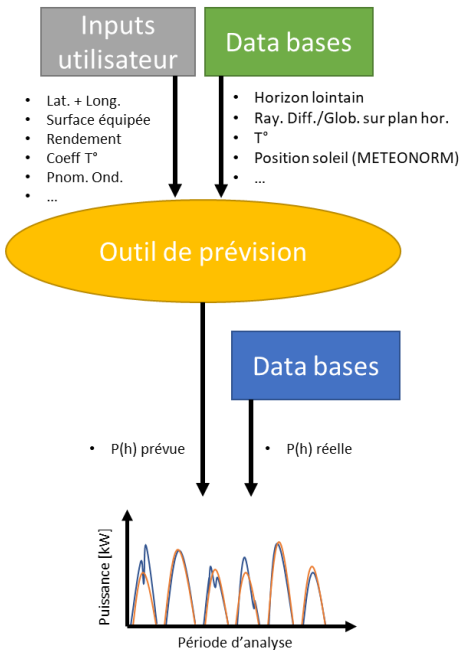 Inputs
utilisateur
Data bases
• Lat. + Long.
• Surface équipée
• Rendement
• Coeff T°
• Pnom. Ond.
• ...
• Horizon lointain
• Ray. Diff./Glob. sur plan hor.
• T°
• Position soleil (METEONORM)
• ...
Outil de prévision
Data bases
• P(h) prévue
• P(h) réelle
Puissance [kW]
Période d'analyse